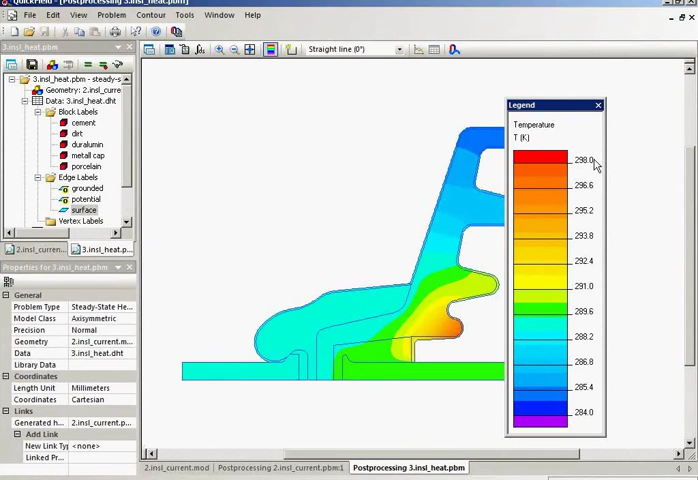 QuickField - [Postprocessing 3.insl_heat.pbm]
File Edit View Problem Contour Tools Window Help
Straight line (0°)
3.insl_heat.pbm - steady-s
Geometry: 2.insl_curre
Data: 3.insl_heat.dht
Block Labels
cement
dirt
duralumin
metall cap
porcelain
Edge Labels
grounded
potential
surface
Vertex Labels
2.insl_curren... 3.insl_heat.p...
Properties for 3.insl_heat.pbm
General
Problem Type Steady-State He
Model Class Axisymmetric
Precision Normal
Geometry 2.insl_current.m
Data 3.insl_heat.dht
Library Data
Coordinates
Length Unit Millimeters
Coordinates Cartesian
Links
Generated h 2.insl_current.p
Add Link
New Link Ty <none>
Linked Pr
Legend
Temperature
T (K)
298.0
296.6
295.2
293.8
292.4
291.0
289.6
288.2
286.8
285.4
284.0
2.insl_current.mod Postprocessing 2.insl_current.pbm:1 Postprocessing 3.insl_heat.pbm